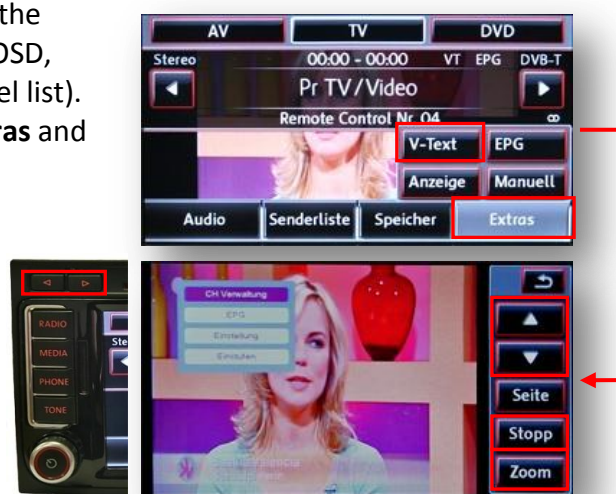 the
OSD,
el list).
ras and
AV TV DVD
Stereo 00:00 - 00:00 VT EPG DVB-T
Pr TV/Video
Remote Control Nr. 04
V-Text EPG
Anzeige Manuell
Audio Senderliste Speicher Extras
CH Verwaltung
EPG
Einstellung
Seite
Stopp
Zoom
RADIO
MEDIA
PHONE
TONE
Ste